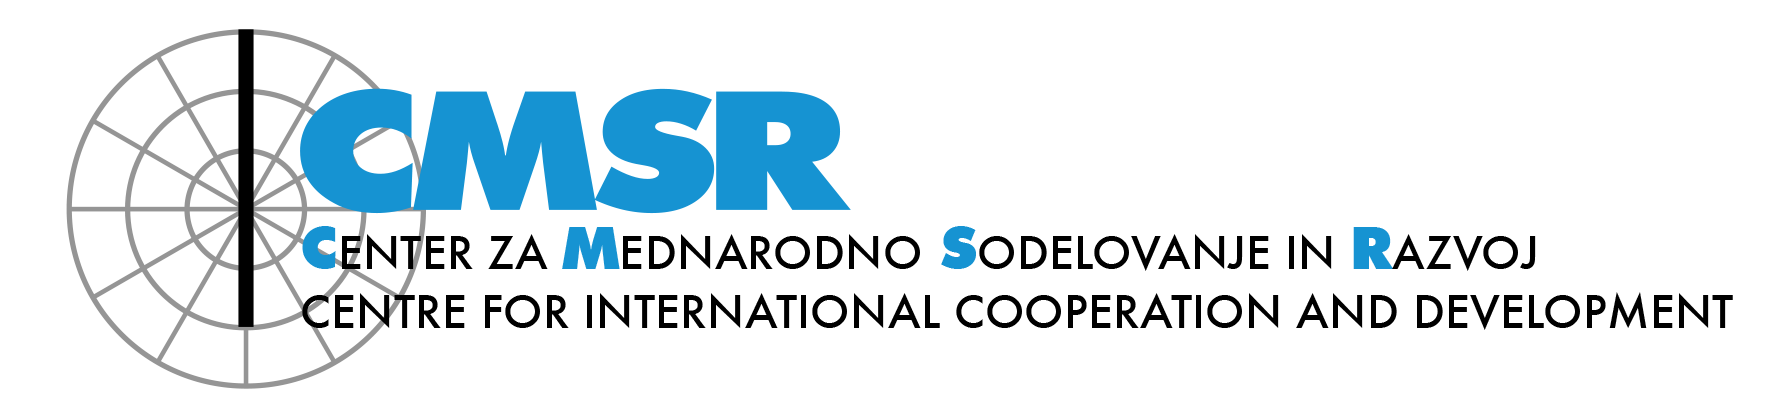 CMSR
CENTER ZA MEDNARODNO SODELOVANJE IN RAZVOJ
CENTRE FOR INTERNATIONAL COOPERATION AND DEVELOPMENT